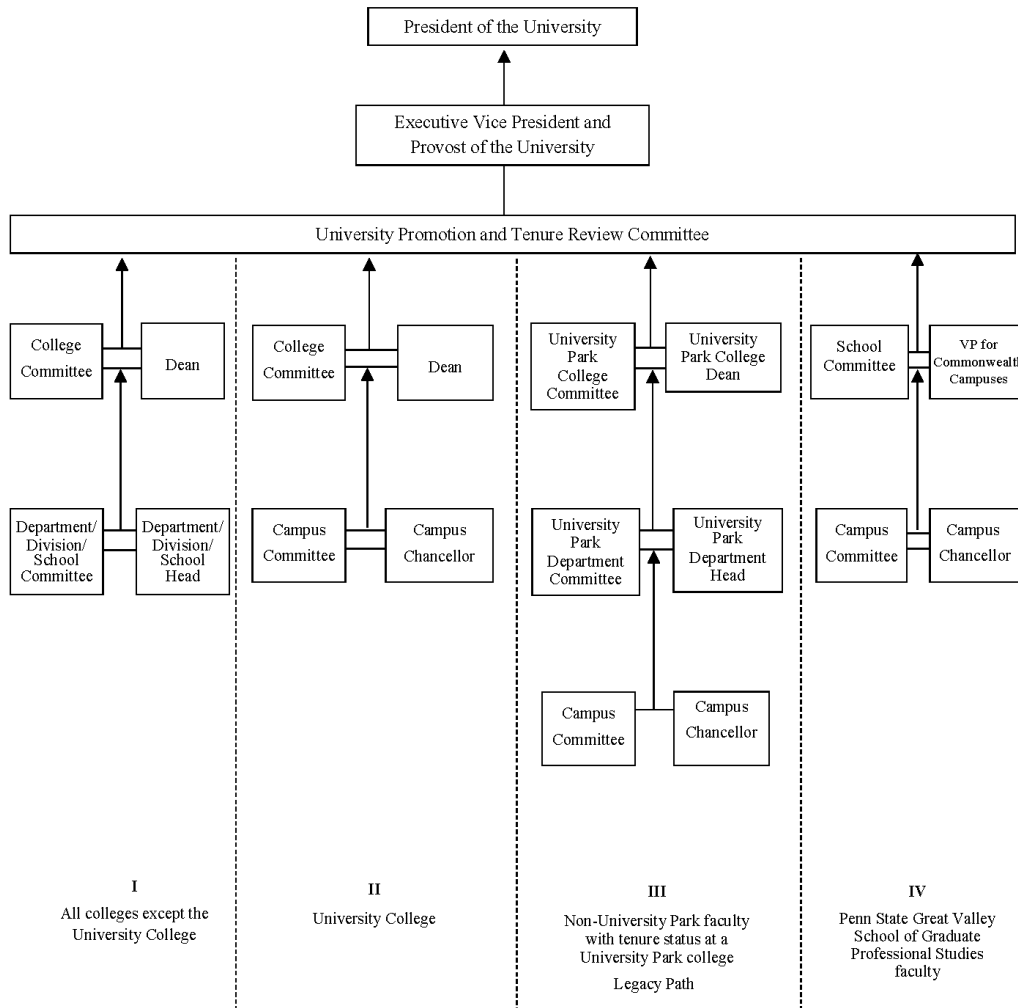 President of the University
Executive Vice President and
Provost of the University
University Promotion and Tenure Review Committee
College
Committee
Dean
College
Committee
Dean
University
Park
College
Committee
University
Park College
Dean
School
Committee
VP for
Commonwealth
Campuses
Department/
Division/
School
Committee
Department/
Division/
School
Head
Campus
Committee
Campus
Chancellor
University
Park
Department
Committee
University
Park
Department
Head
Campus
Committee
Campus
Chancellor
Campus
Committee
Campus
Chancellor
I
All colleges except the
University College
II
University College
III
Non-University Park faculty
with tenure status at a
University Park college
Legacy Path
IV
Penn State Great Valley
School of Graduate
Professional Studies
faculty